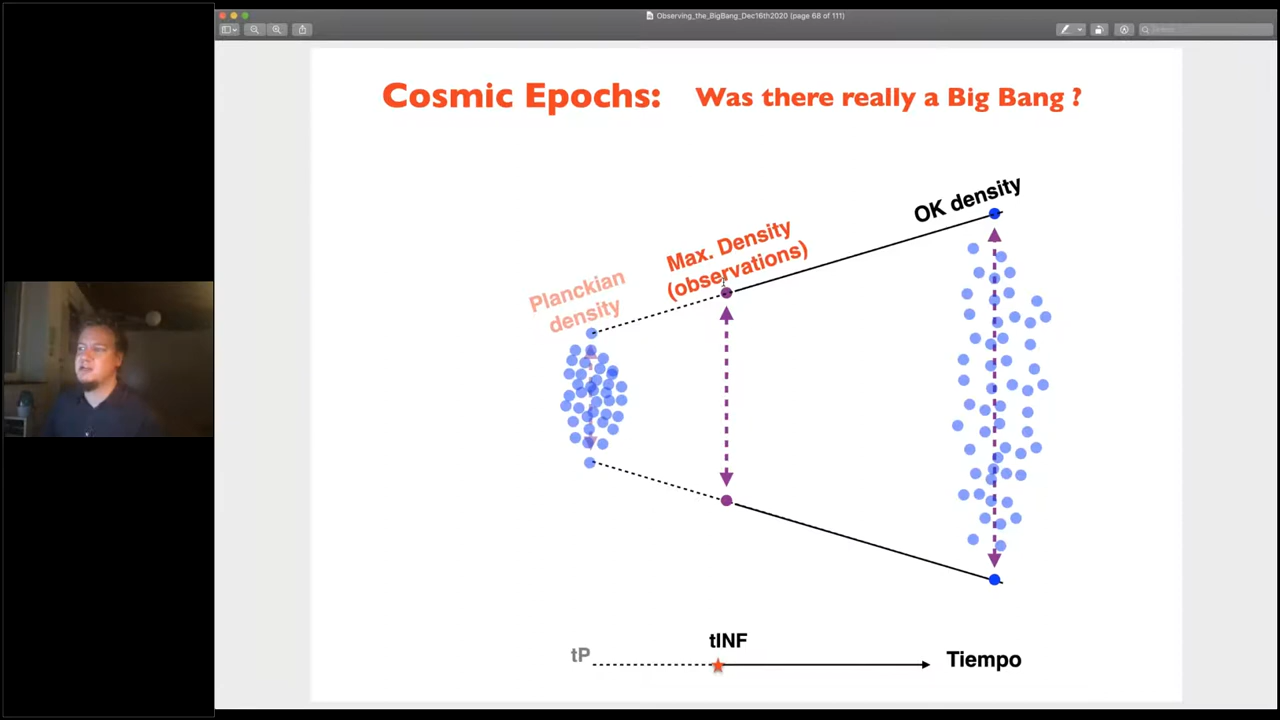 Observing_the_BigBang_Dec16th2020 (page 68 of 111)
Search
Cosmic Epochs: Was there really a Big Bang ?
OK density
Max. Density
(observations)
Planckian
density
tINF
tP
Tiempo